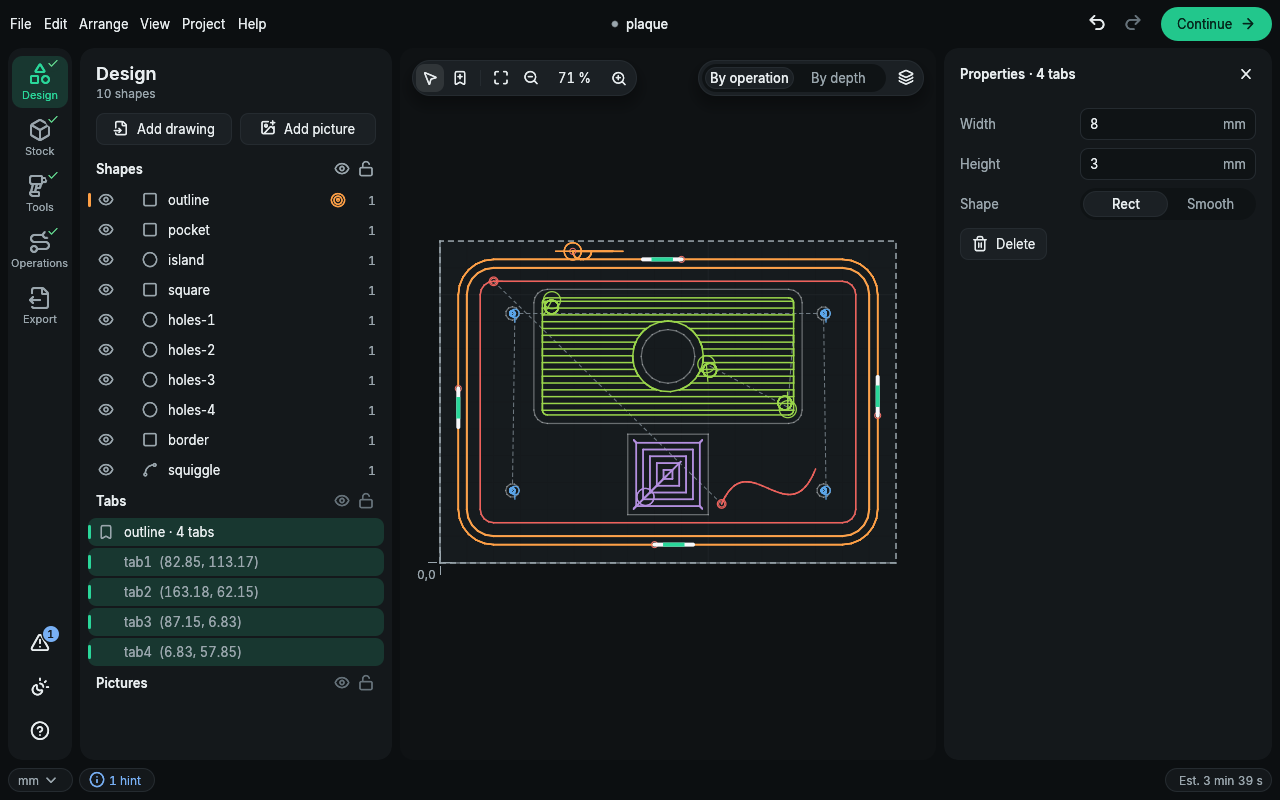 File Edit Arrange View Project Help
plaque
Continue
Design
Stock
Tools
Operations
Export
1
Design
10 shapes
Add drawing
Add picture
Shapes
outline 1
pocket 1
island 1
square 1
holes-1 1
holes-2 1
holes-3 1
holes-4 1
border 1
squiggle 1
Tabs
outline · 4 tabs
tab1 (82.85, 113.17)
tab2 (163.18, 62.15)
tab3 (87.15, 6.83)
tab4 (6.83, 57.85)
Pictures
71 %
By operation By depth
0,0
Properties · 4 tabs
Width 8 mm
Height 3 mm
Shape Rect Smooth
Delete
mm
1 hint
Est. 3 min 39 s